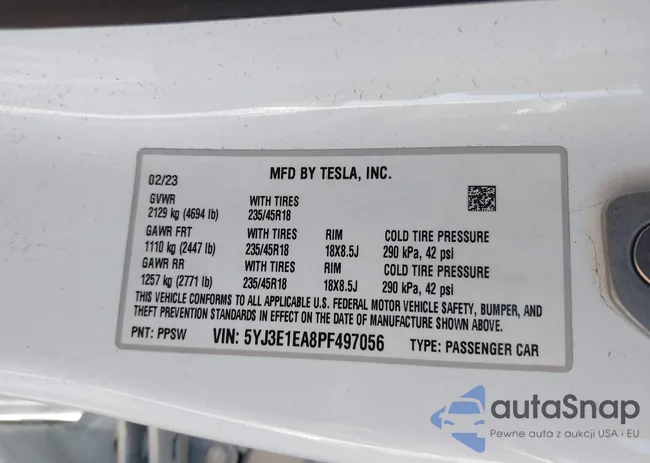 MFD BY TESLA, INC.
02/23
GVWR WITH TIRES
2129 kg (4694 lb) 235/45R18
GAWR FRT WITH TIRES RIM COLD TIRE PRESSURE
1110 kg (2447 lb) 235/45R18 18X8.5J 290 kPa, 42 psi
GAWR RR WITH TIRES RIM COLD TIRE PRESSURE
1257 kg (2771 lb) 235/45R18 18X8.5J 290 kPa, 42 psi
THIS VEHICLE CONFORMS TO ALL APPLICABLE U.S. FEDERAL MOTOR VEHICLE SAFETY, BUMPER, AND
THEFT PREVENTION STANDARDS IN EFFECT ON THE DATE OF MANUFACTURE SHOWN ABOVE.
PNT: PPSW VIN: 5YJ3E1EA8PF497056 TYPE: PASSENGER CAR
autaSnap
Pewne auta z aukcji USA i EU